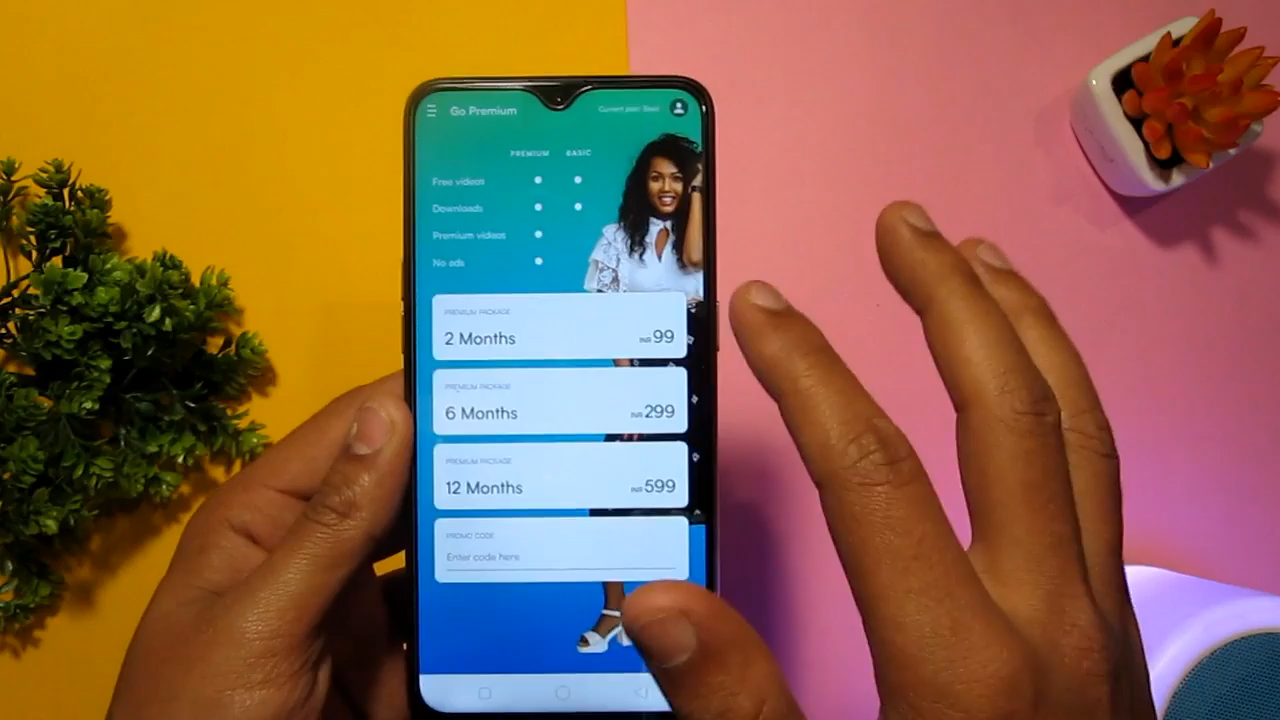 Go Premium
Current plan: Basic
PREMIUM BASIC
Free videos
Downloads
Premium videos
No ads
PREMIUM PACKAGE
2 Months INR 99
PREMIUM PACKAGE
6 Months INR 299
PREMIUM PACKAGE
12 Months INR 599
PROMO CODE
Enter code here